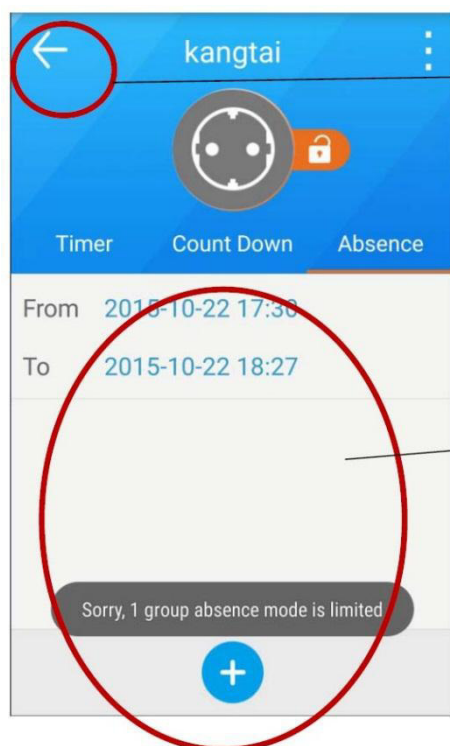 kangtai
Timer Count Down Absence
From 2015-10-22 17:30
To 2015-10-22 18:27
Sorry, 1 group absence mode is limited